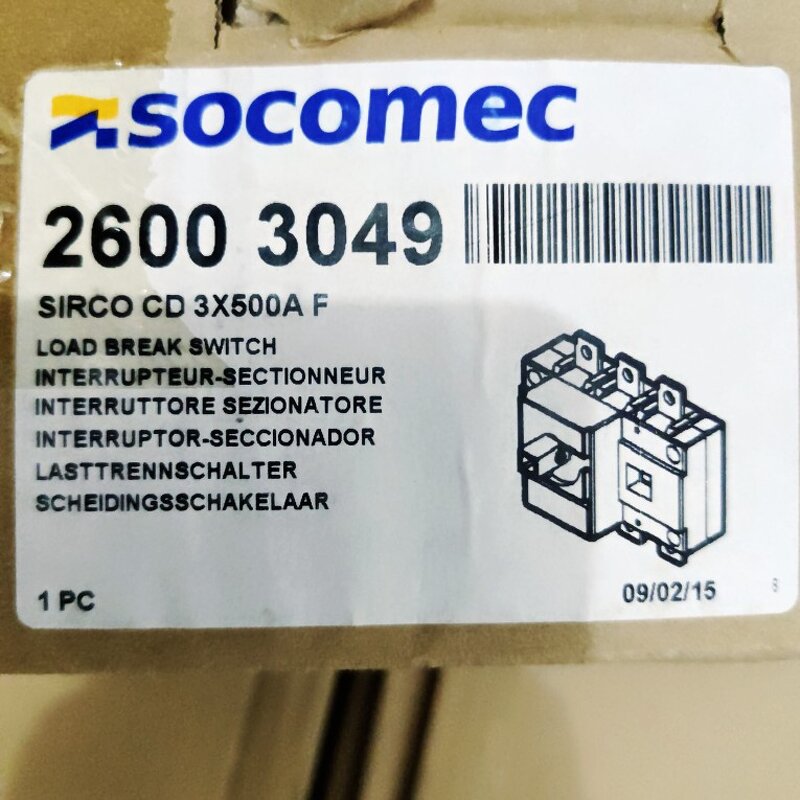 socomec
2600 3049
SIRCO CD 3X500A F
LOAD BREAK SWITCH
INTERRUPTEUR-SECTIONNEUR
INTERRUTTORE SEZIONATORE
INTERRUPTOR-SECCIONADOR
LASTTRENNSCHALTER
SCHEIDINGSSCHAKELAAR
1 PC
09/02/15